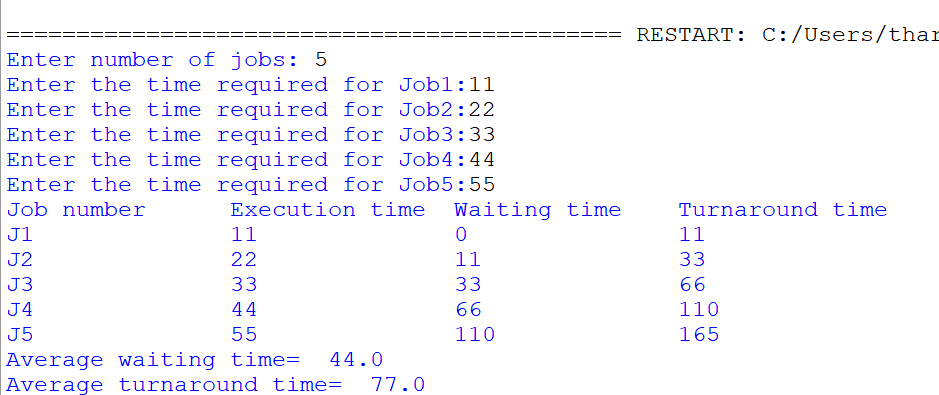 ============================================== RESTART: C:/Users/thar
Enter number of jobs: 5
Enter the time required for Job1:11
Enter the time required for Job2:22
Enter the time required for Job3:33
Enter the time required for Job4:44
Enter the time required for Job5:55
Job number Execution time Waiting time Turnaround time
J1 11 0 11
J2 22 11 33
J3 33 33 66
J4 44 66 110
J5 55 110 165
Average waiting time=  44.0
Average turnaround time=  77.0